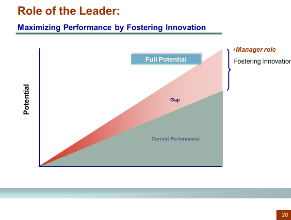 Role of the Leader:
Maximizing Performance by Fostering Innovation
•Manager role
Full Potential
Fostering Innovation
Gap
Potential
Current Performance
20